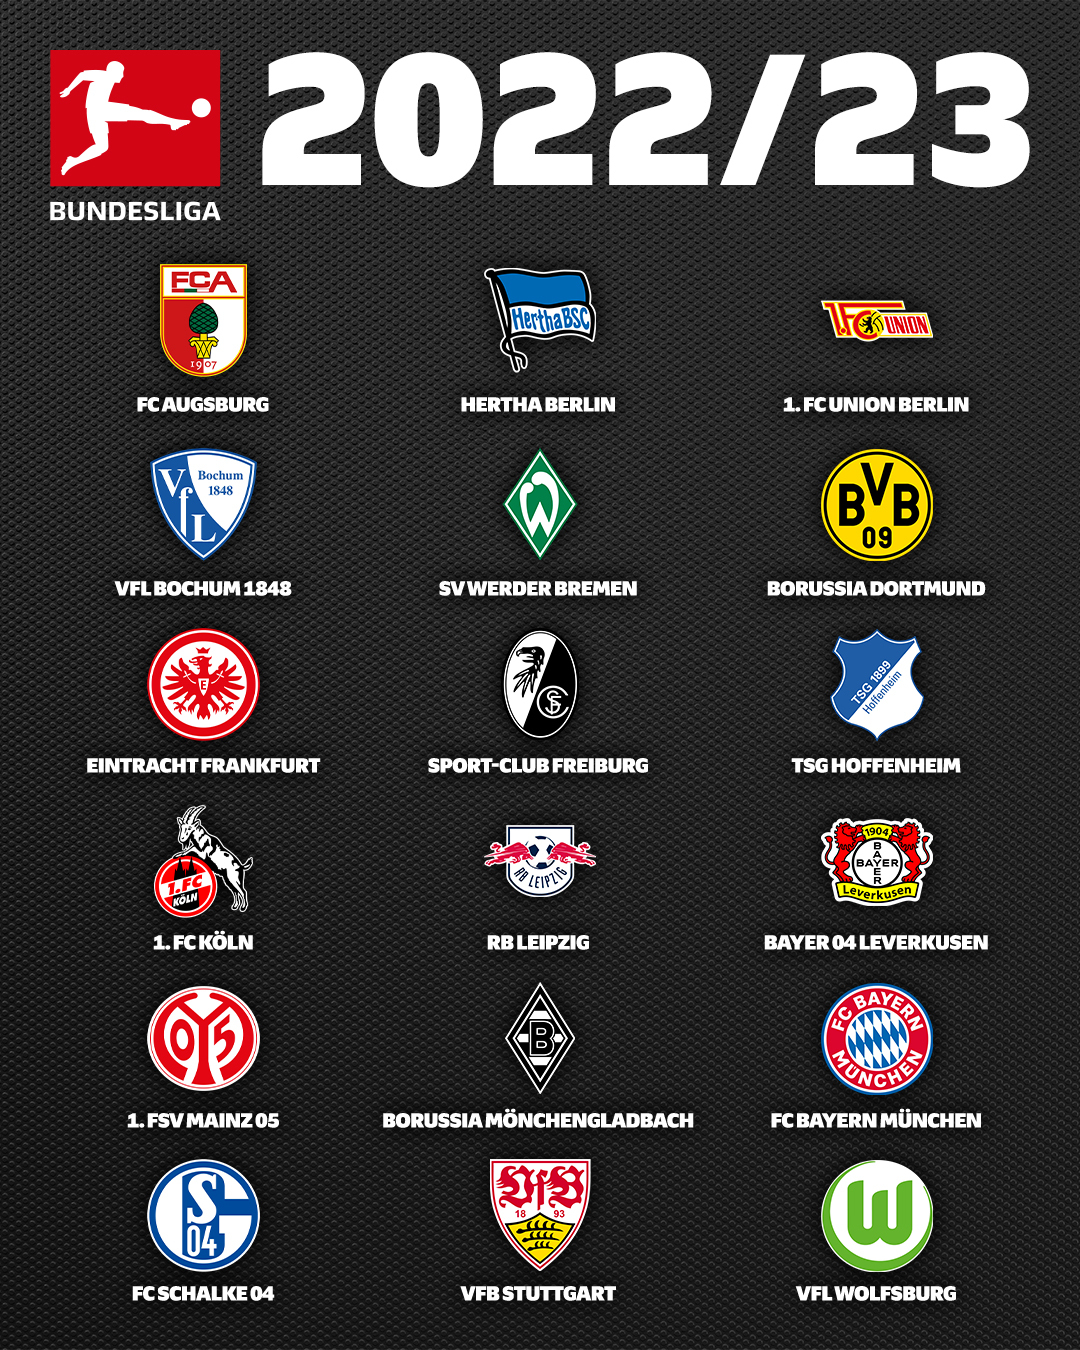 2022/23
BUNDESLIGA
FCA
1907
Hertha BSC
1.FC UNION
FC AUGSBURG
HERTHA BERLIN
1. FC UNION BERLIN
VfL
Bochum
1848
W
BVB
09
VFL BOCHUM 1848
SV WERDER BREMEN
BORUSSIA DORTMUND
E
SC
F
TSG 1899
Hoffenheim
EINTRACHT FRANKFURT
SPORT-CLUB FREIBURG
TSG HOFFENHEIM
1.FC
KÖLN
RB LEIPZIG
1904
BAYER
BAYER
Leverkusen
1. FC KÖLN
RB LEIPZIG
BAYER 04 LEVERKUSEN
05
B
FC BAYERN
MÜNCHEN
1. FSV MAINZ 05
BORUSSIA MÖNCHENGLADBACH
FC BAYERN MÜNCHEN
S
04
VfB
18 93
W
FC SCHALKE 04
VFB STUTTGART
VFL WOLFSBURG